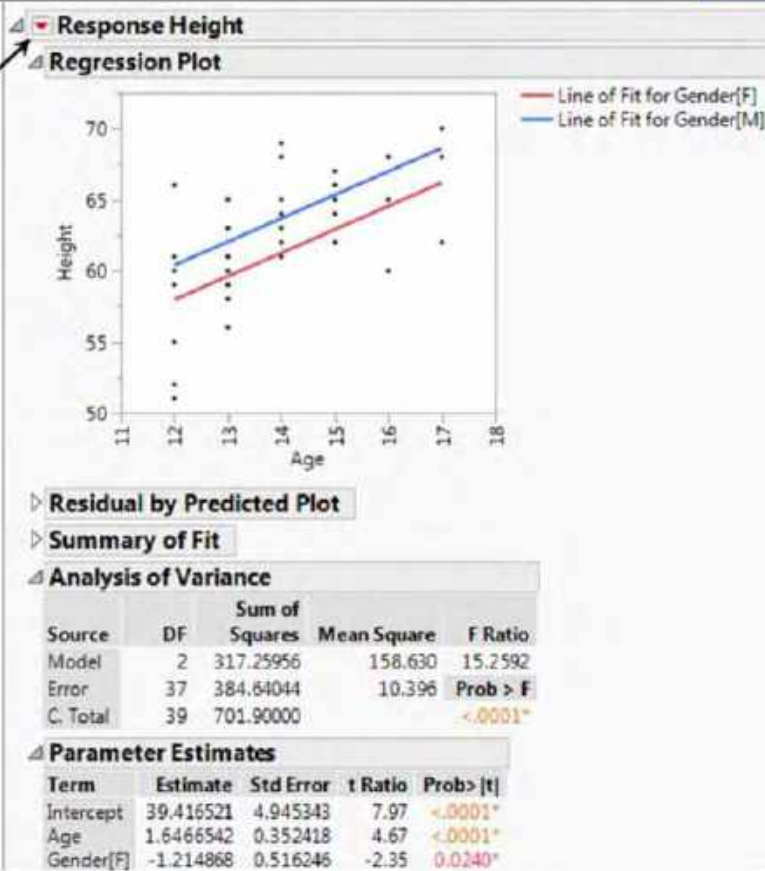 Response Height
Regression Plot
Line of Fit for Gender[F]
Line of Fit for Gender[M]
70
65
60
55
50
Height
11 12 13 14 15 16 17 18
Age
Residual by Predicted Plot
Summary of Fit
Analysis of Variance
Sum of
Source DF Squares Mean Square F Ratio
Model 2 317.25956 158.630 15.2592
Error 37 384.64044 10.396 Prob > F
C. Total 39 701.90000 <.0001*
Parameter Estimates
Term Estimate Std Error t Ratio Prob>|t|
Intercept 39.416521 4.945343 7.97 <.0001*
Age 1.6466542 0.352418 4.67 <.0001*
Gender[F] -1.214868 0.516246 -2.35 0.0240*